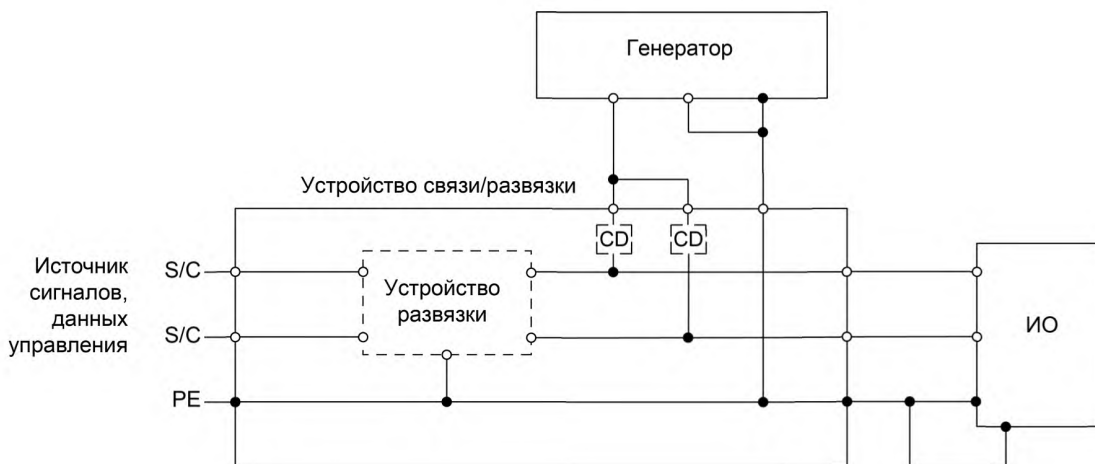 Генератор
Устройство связи/развязки
CD
CD
Источник
сигналов,
данных
управления
S/C
S/C
PE
Устройство
развязки
ИО